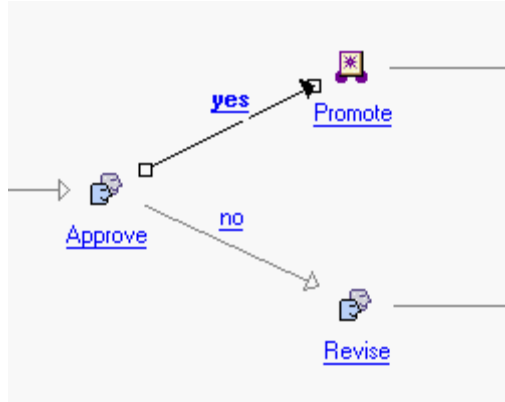 yes
Promote
Approve
no
Revise